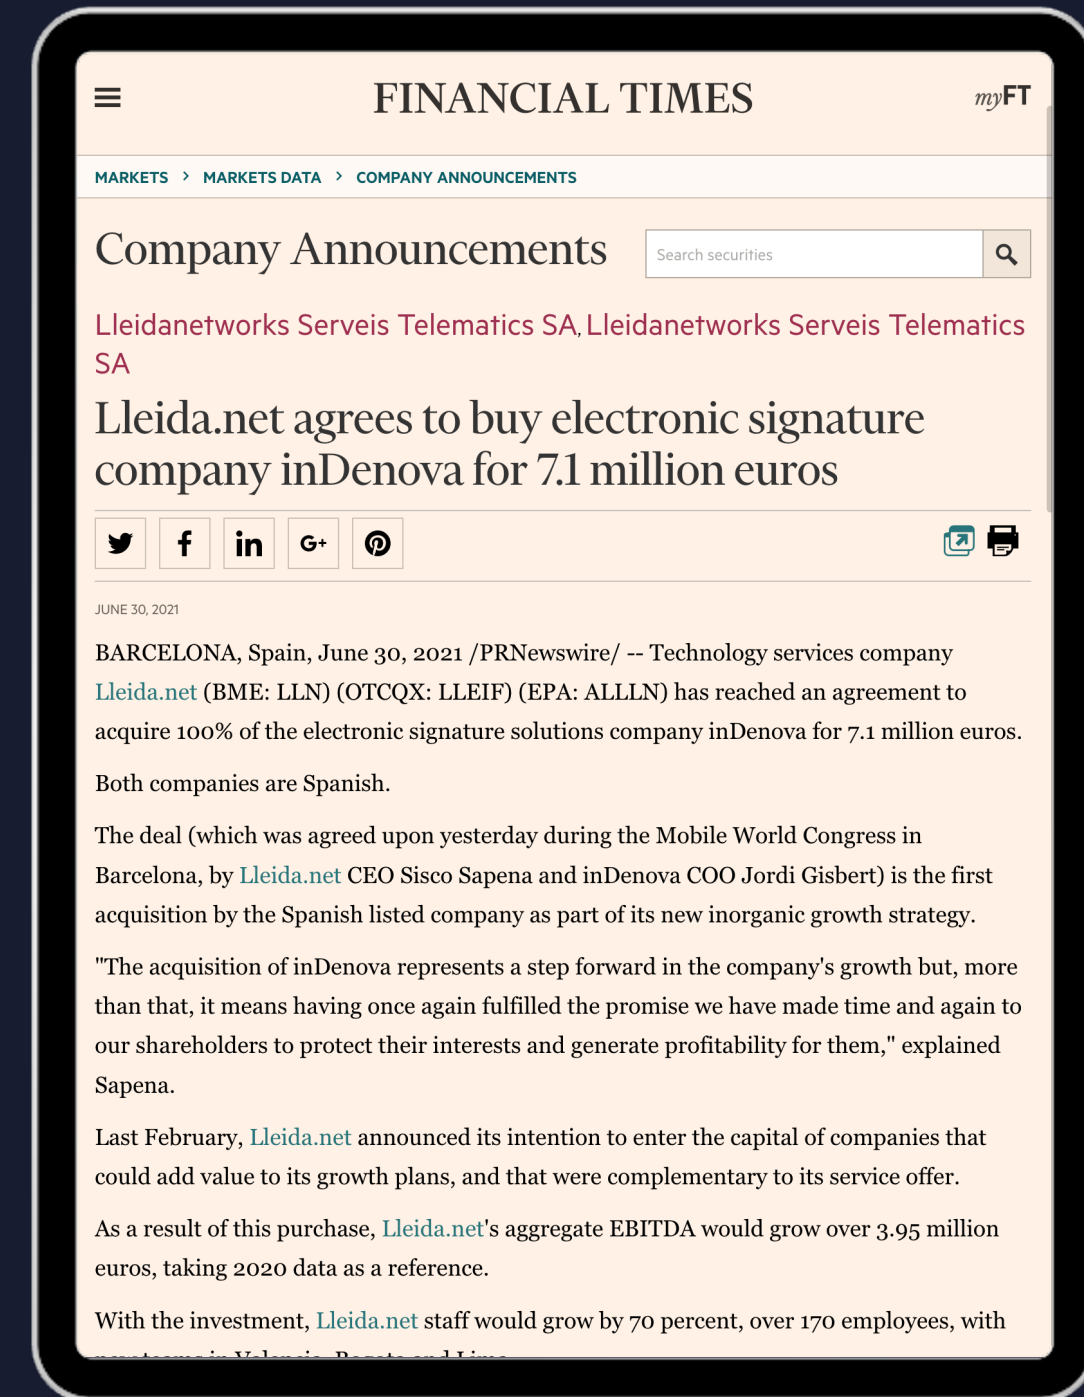 FINANCIAL TIMES
myFT
MARKETS > MARKETS DATA > COMPANY ANNOUNCEMENTS
Company Announcements
Search securities
Lleidanetworks Serveis Telematics SA, Lleidanetworks Serveis Telematics
SA
Lleida.net agrees to buy electronic signature
company inDenova for 7.1 million euros
f in G+
JUNE 30, 2021
BARCELONA, Spain, June 30, 2021 /PRNewswire/ -- Technology services company
Lleida.net (BME: LLN) (OTCQX: LLEIF) (EPA: ALLLN) has reached an agreement to
acquire 100% of the electronic signature solutions company inDenova for 7.1 million euros.
Both companies are Spanish.
The deal (which was agreed upon yesterday during the Mobile World Congress in
Barcelona, by Lleida.net CEO Sisco Sapena and inDenova COO Jordi Gisbert) is the first
acquisition by the Spanish listed company as part of its new inorganic growth strategy.
"The acquisition of inDenova represents a step forward in the company's growth but, more
than that, it means having once again fulfilled the promise we have made time and again to
our shareholders to protect their interests and generate profitability for them," explained
Sapena.
Last February, Lleida.net announced its intention to enter the capital of companies that
could add value to its growth plans, and that were complementary to its service offer.
As a result of this purchase, Lleida.net's aggregate EBITDA would grow over 3.95 million
euros, taking 2020 data as a reference.
With the investment, Lleida.net staff would grow by 70 percent, over 170 employees, with